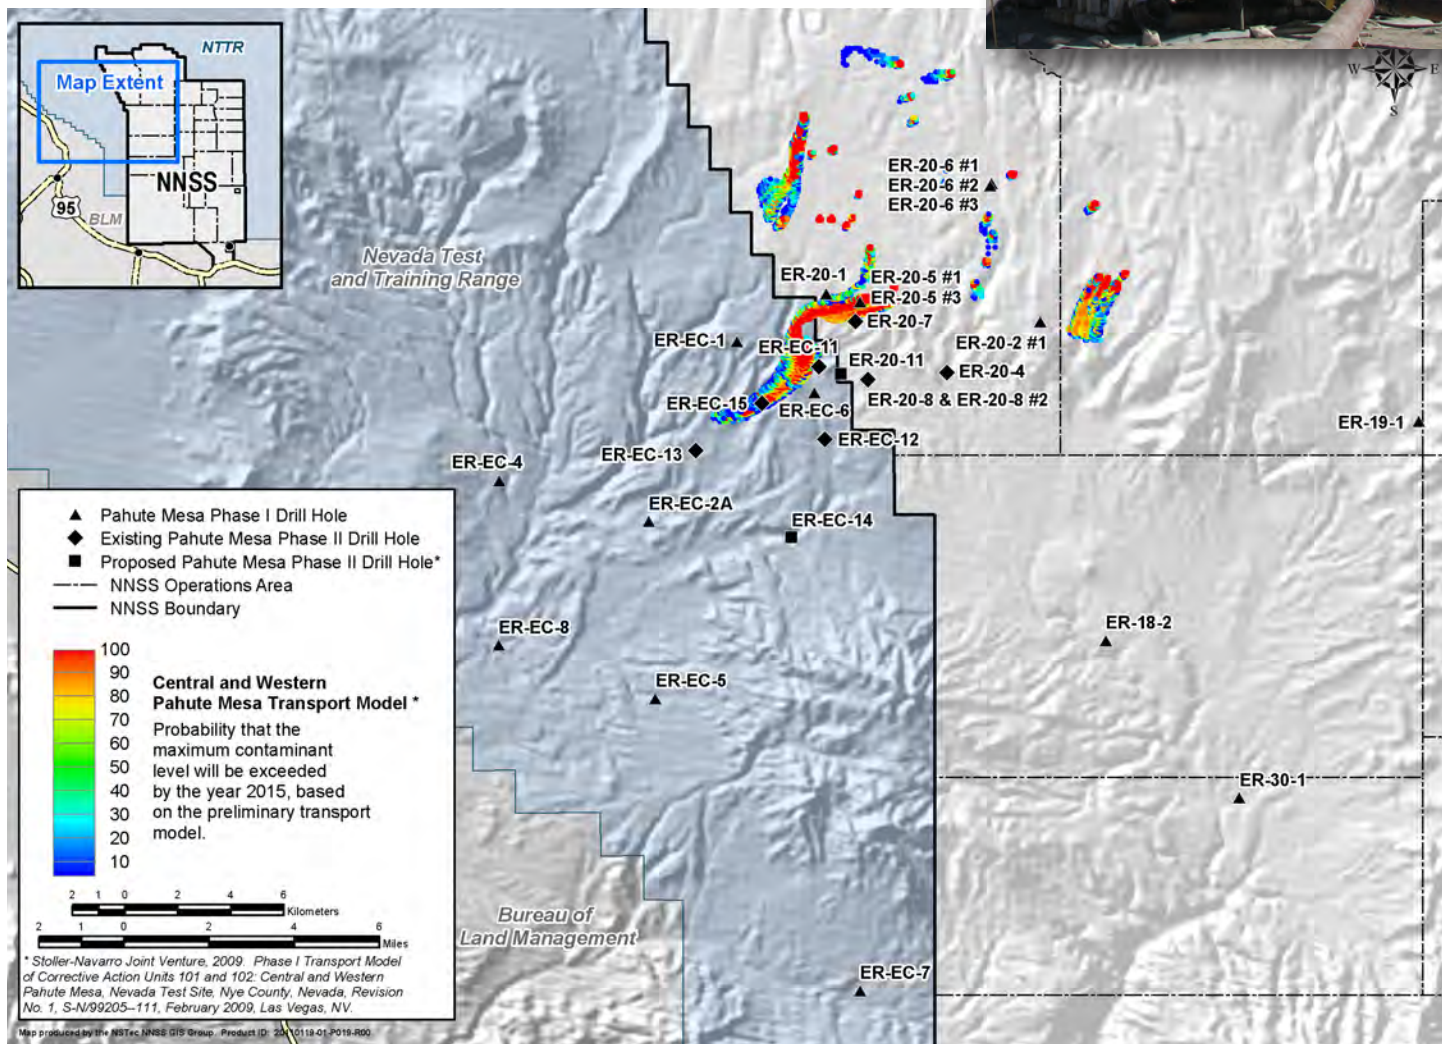 NTTR
Map Extent
NNSS
95
BLM
W
E
S
Nevada Test
and Training Range
ER-20-6 #1
ER-20-6 #2
ER-20-6 #3
ER-20-1
ER-20-5 #1
ER-20-5 #3
ER-20-7
ER-EC-1
ER-EC-11
ER-20-2 #1
ER-20-11
ER-20-4
ER-20-8 & ER-20-8 #2
ER-EC-15
ER-EC-6
ER-19-1
ER-EC-12
ER-EC-13
ER-EC-4
ER-EC-2A
ER-EC-14
ER-EC-8
ER-18-2
ER-EC-5
ER-30-1
Bureau of
Land Management
ER-EC-7
Pahute Mesa Phase I Drill Hole
Existing Pahute Mesa Phase II Drill Hole
Proposed Pahute Mesa Phase II Drill Hole*
NNSS Operations Area
NNSS Boundary
100
90
80
70
60
50
40
30
20
10
Central and Western
Pahute Mesa Transport Model *
Probability that the
maximum contaminant
level will be exceeded
by the year 2015, based
on the preliminary transport
model.
2 1 0 2 4 6
Kilometers
2 1 0 2 4 6
Miles
* Stoller-Navarro Joint Venture, 2009. Phase I Transport Model
of Corrective Action Units 101 and 102: Central and Western
Pahute Mesa, Nevada Test Site, Nye County, Nevada, Revision
No. 1, S-N/99205--111, February 2009, Las Vegas, NV.
Map produced by the NSTec NNSS GIS Group. Product ID: 20110119-01-P019-R00